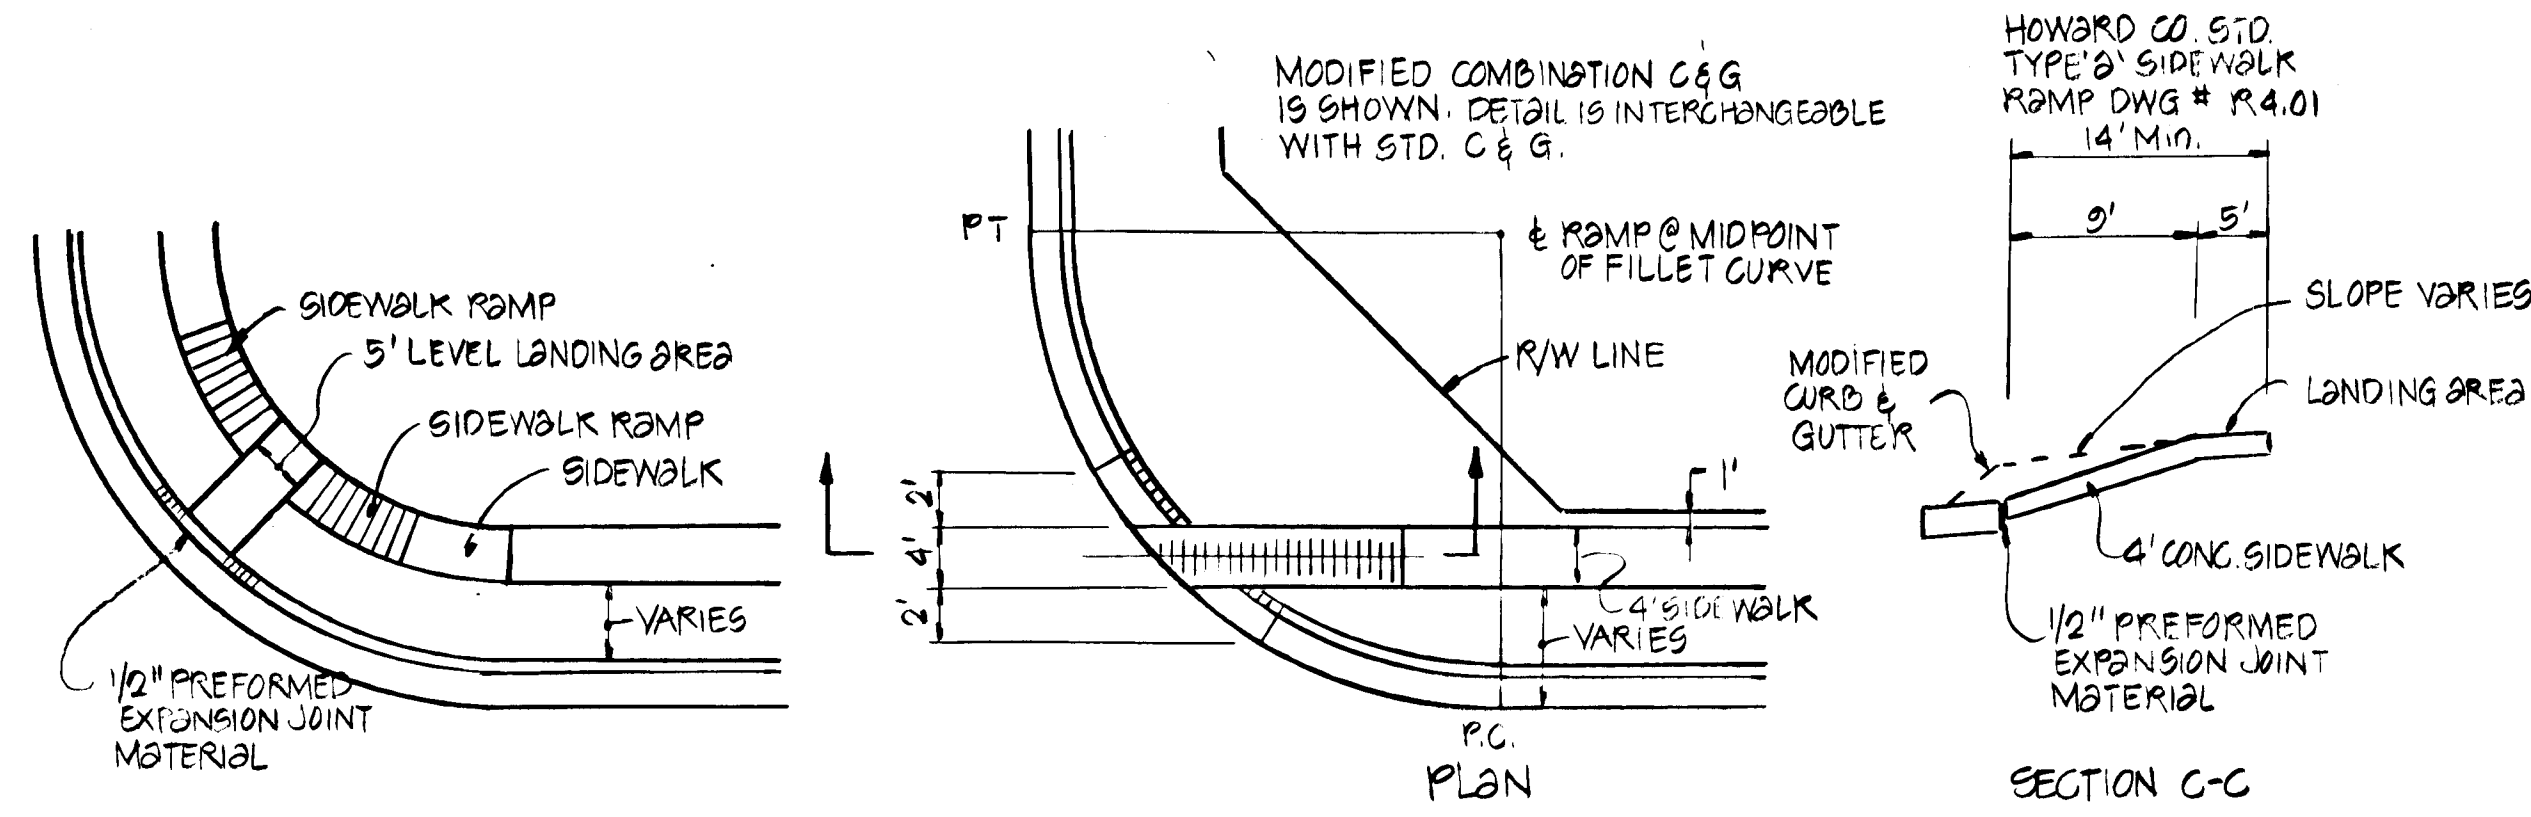 SIDEWALK RAMP
5' LEVEL LANDING AREA
SIDEWALK RAMP
SIDEWALK
VARIES
1/2" PREFORMED
EXPANSION JOINT
MATERIAL
MODIFIED COMBINATION C & G
IS SHOWN. DETAIL IS INTERCHANGEABLE
WITH STD. C & G.
PT
℄ RAMP @ MIDPOINT
OF FILLET CURVE
R/W LINE
2'
4'
2'
1'
4' SIDEWALK
VARIES
P.C.
PLAN
HOWARD CO. STD.
TYPE 'A' SIDEWALK
RAMP DWG # R4.01
14' Min.
9'
5'
SLOPE VARIES
MODIFIED
CURB &
GUTTER
LANDING AREA
4' CONC. SIDEWALK
1/2" PREFORMED
EXPANSION JOINT
MATERIAL
SECTION C-C